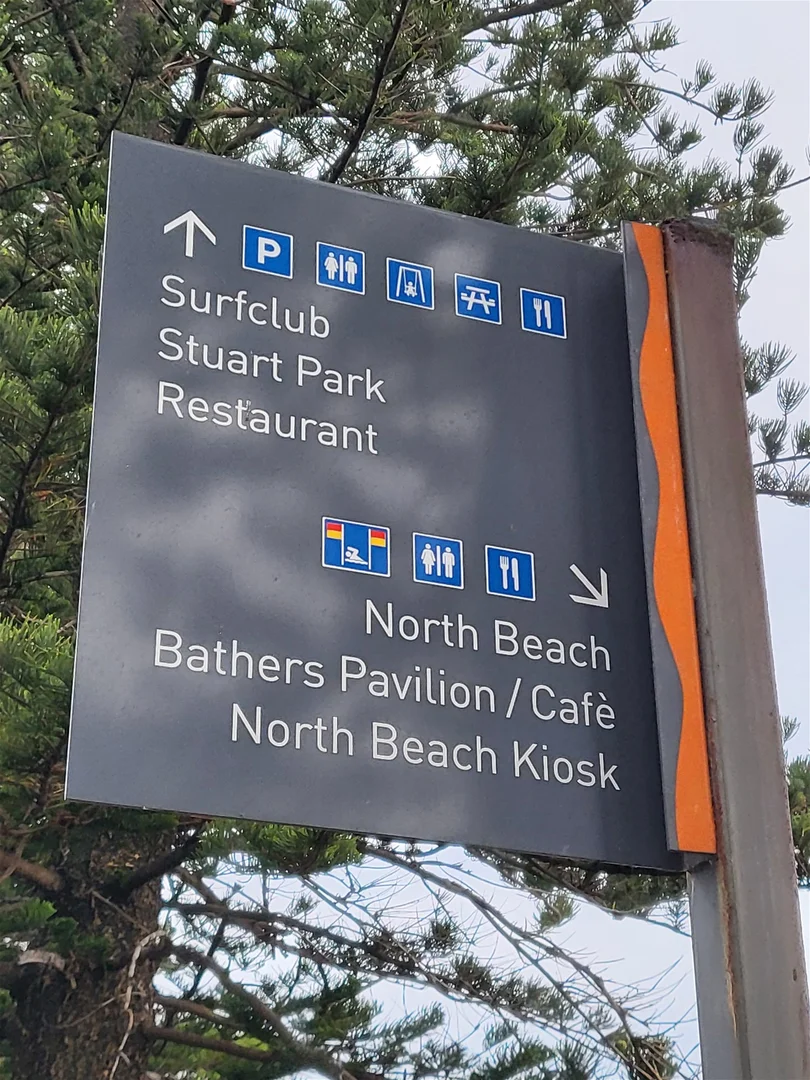 P
Surfclub
Stuart Park
Restaurant
North Beach
Bathers Pavilion / Cafè
North Beach Kiosk